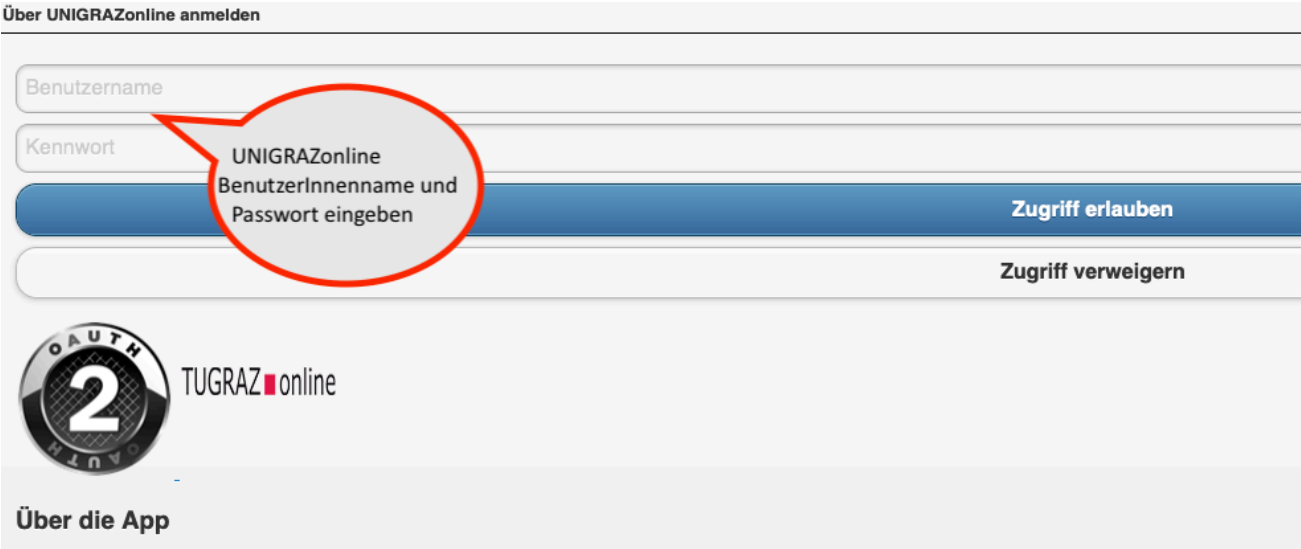 Über UNIGRAZonline anmelden
Benutzername
Kennwort
UNIGRAZonline
BenutzerInnenname und
Passwort eingeben
Zugriff erlauben
Zugriff verweigern
OAUTH
2
OAUTH
TUGRAZ online
Über die App